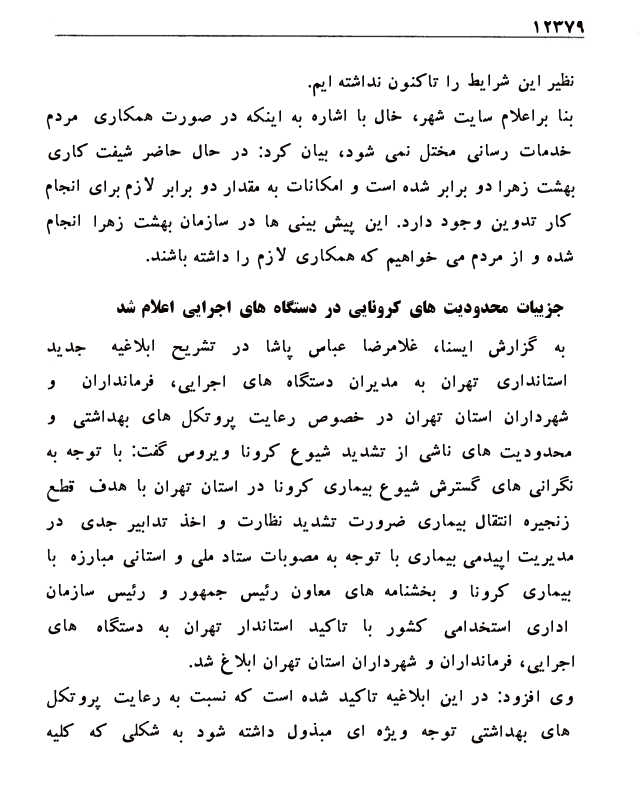 ۱۲۳۷۹
نظیر این شرایط را تاکنون نداشته ایم.
بنا براعلام سایت شهر، خال با اشاره به اینکه در صورت همکاری مردم
خدمات رسانی مختل نمی شود، بیان کرد: در حال حاضر شیفت کاری
بهشت زهرا دو برابر شده است و امکانات به مقدار دو برابر لازم برای انجام
کار تدوین وجود دارد. این پیش بینی ها در سازمان بهشت زهرا انجام
شده و از مردم می خواهیم که همکاری لازم را داشته باشند.
جزییات محدودیت های کرونایی در دستگاه های اجرایی اعلام شد
به گزارش ایسنا، غلامرضا عباس پاشا در تشریح ابلاغیه جدید
استانداری تهران به مدیران دستگاه های اجرایی، فرمانداران و
شهرداران استان تهران در خصوص رعایت پروتکل های بهداشتی و
محدودیت های ناشی از تشدید شیوع کرونا ویروس گفت: با توجه به
نگرانی های گسترش شیوع بیماری کرونا در استان تهران با هدف قطع
زنجیره انتقال بیماری ضرورت تشدید نظارت و اخذ تدابیر جدی در
مدیریت اپیدمی بیماری با توجه به مصوبات ستاد ملی و استانی مبارزه با
بیماری کرونا و بخشنامه های معاون رئیس جمهور و رئیس سازمان
اداری استخدامی کشور با تاکید استاندار تهران به دستگاه های
اجرایی، فرمانداران و شهرداران استان تهران ابلاغ شد.
وی افزود: در این ابلاغیه تاکید شده است که نسبت به رعایت پروتکل
های بهداشتی توجه ویژه ای مبذول داشته شود به شکلی که کلیه